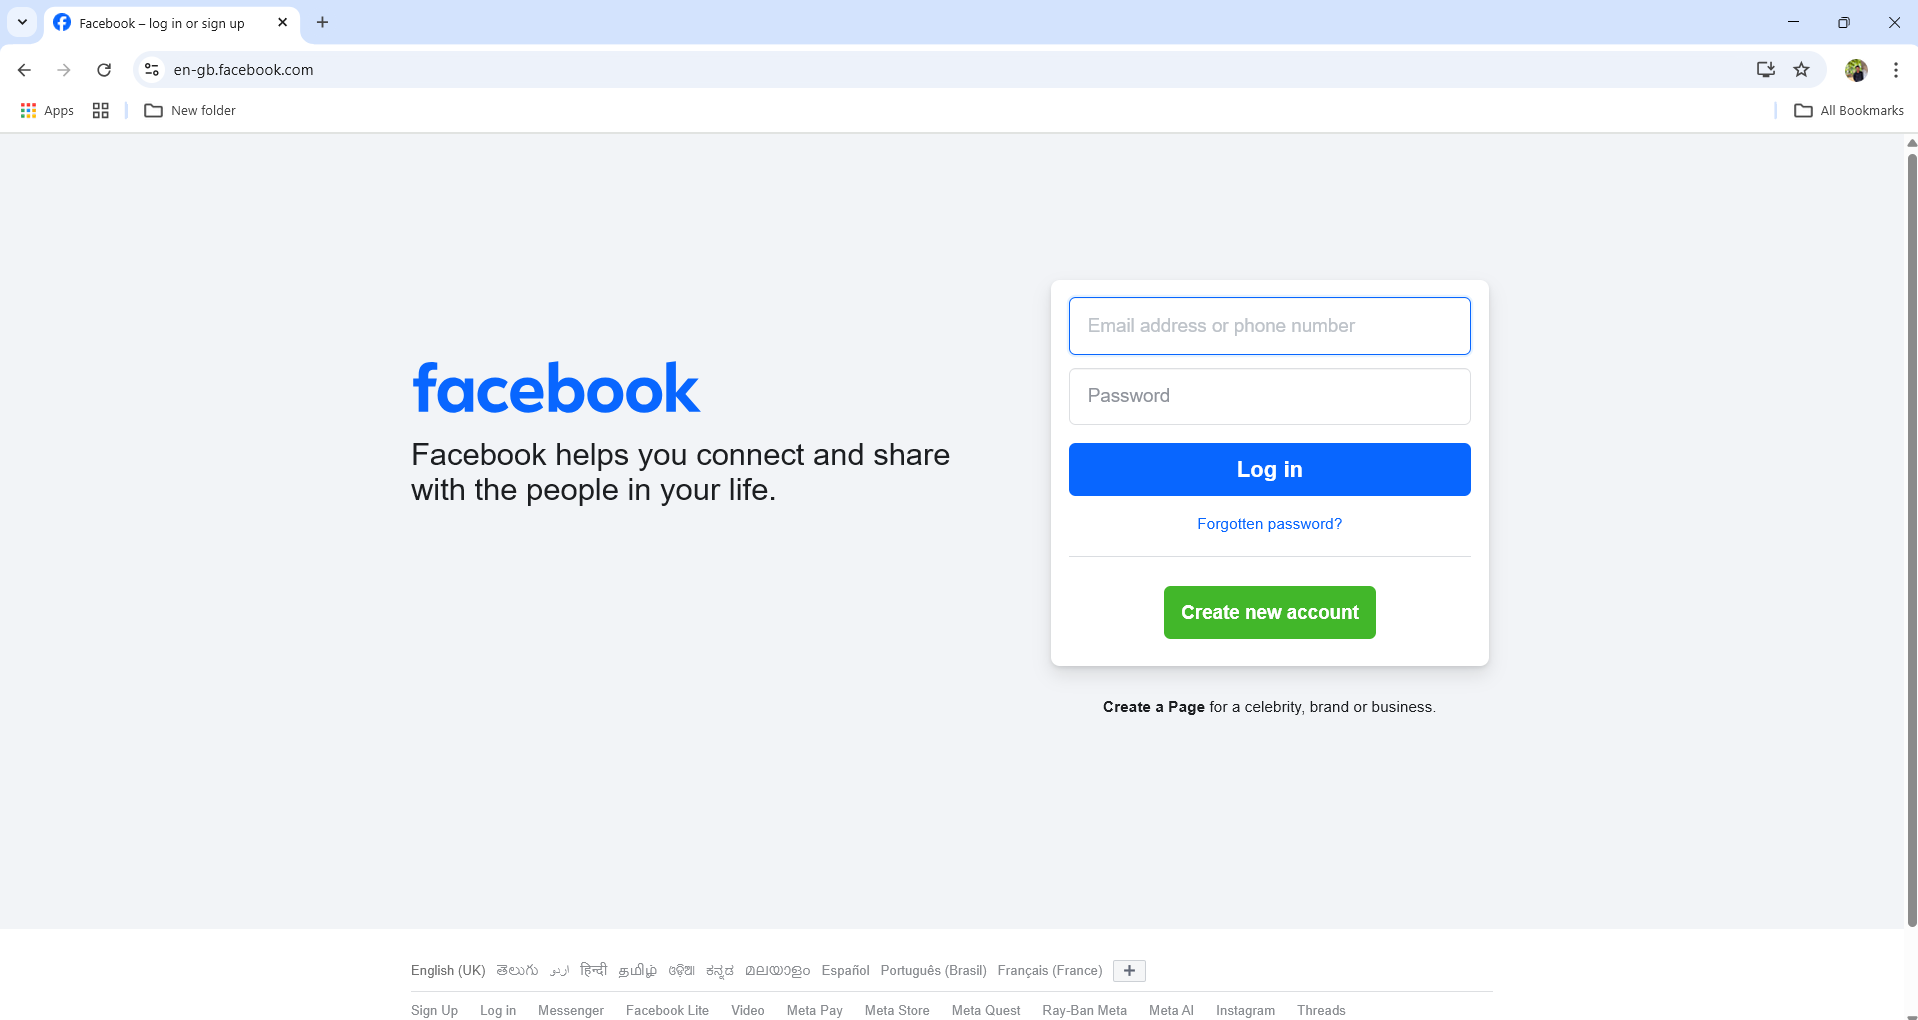 Facebook – log in or sign up
en-gb.facebook.com
Apps
New folder
All Bookmarks
facebook
Facebook helps you connect and share
with the people in your life.
Email address or phone number
Password
Log in
Forgotten password?
Create new account
Create a Page for a celebrity, brand or business.
English (UK) తెలుగు اردو हिन्दी தமிழ் ଓଡ଼ିଆ ಕನ್ನಡ മലയാളം Español Português (Brasil) Français (France)
Sign Up Log in Messenger Facebook Lite Video Meta Pay Meta Store Meta Quest Ray-Ban Meta Meta AI Instagram Threads